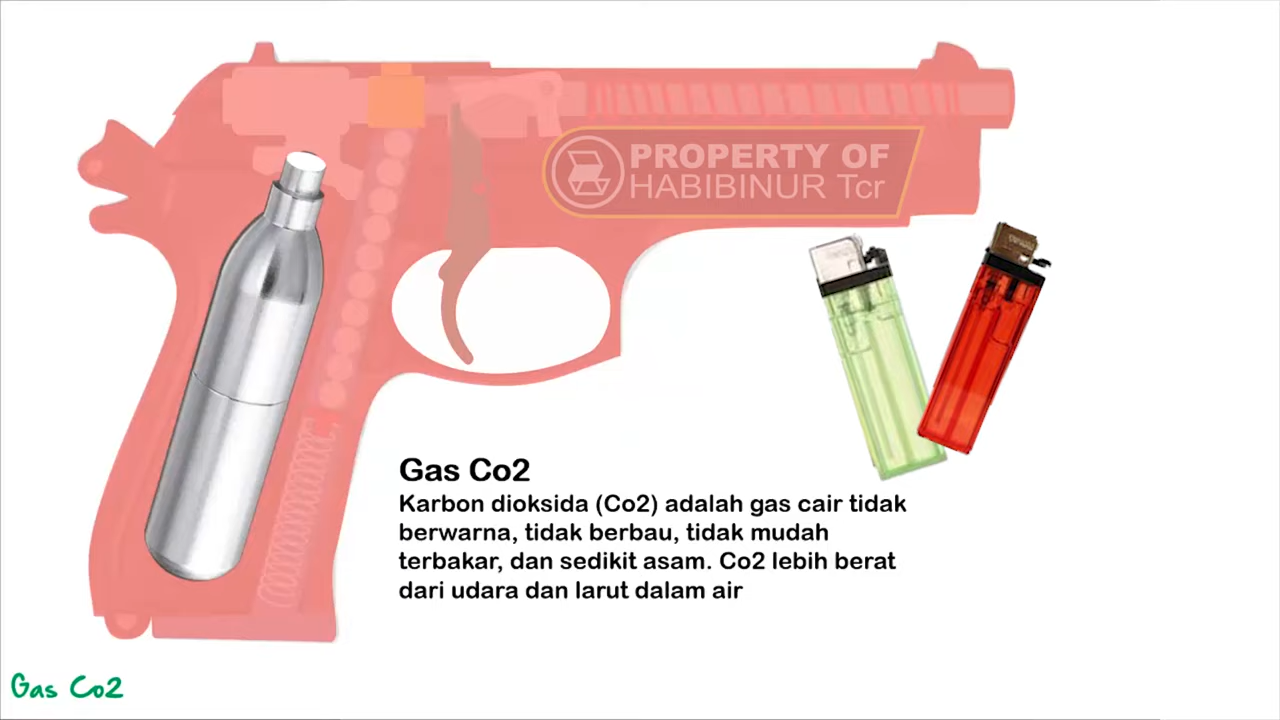 PROPERTY OF
HABIBINUR Tcr
Gas Co2
Karbon dioksida (Co2) adalah gas cair tidak
berwarna, tidak berbau, tidak mudah
terbakar, dan sedikit asam. Co2 lebih berat
dari udara dan larut dalam air
Gas Co2